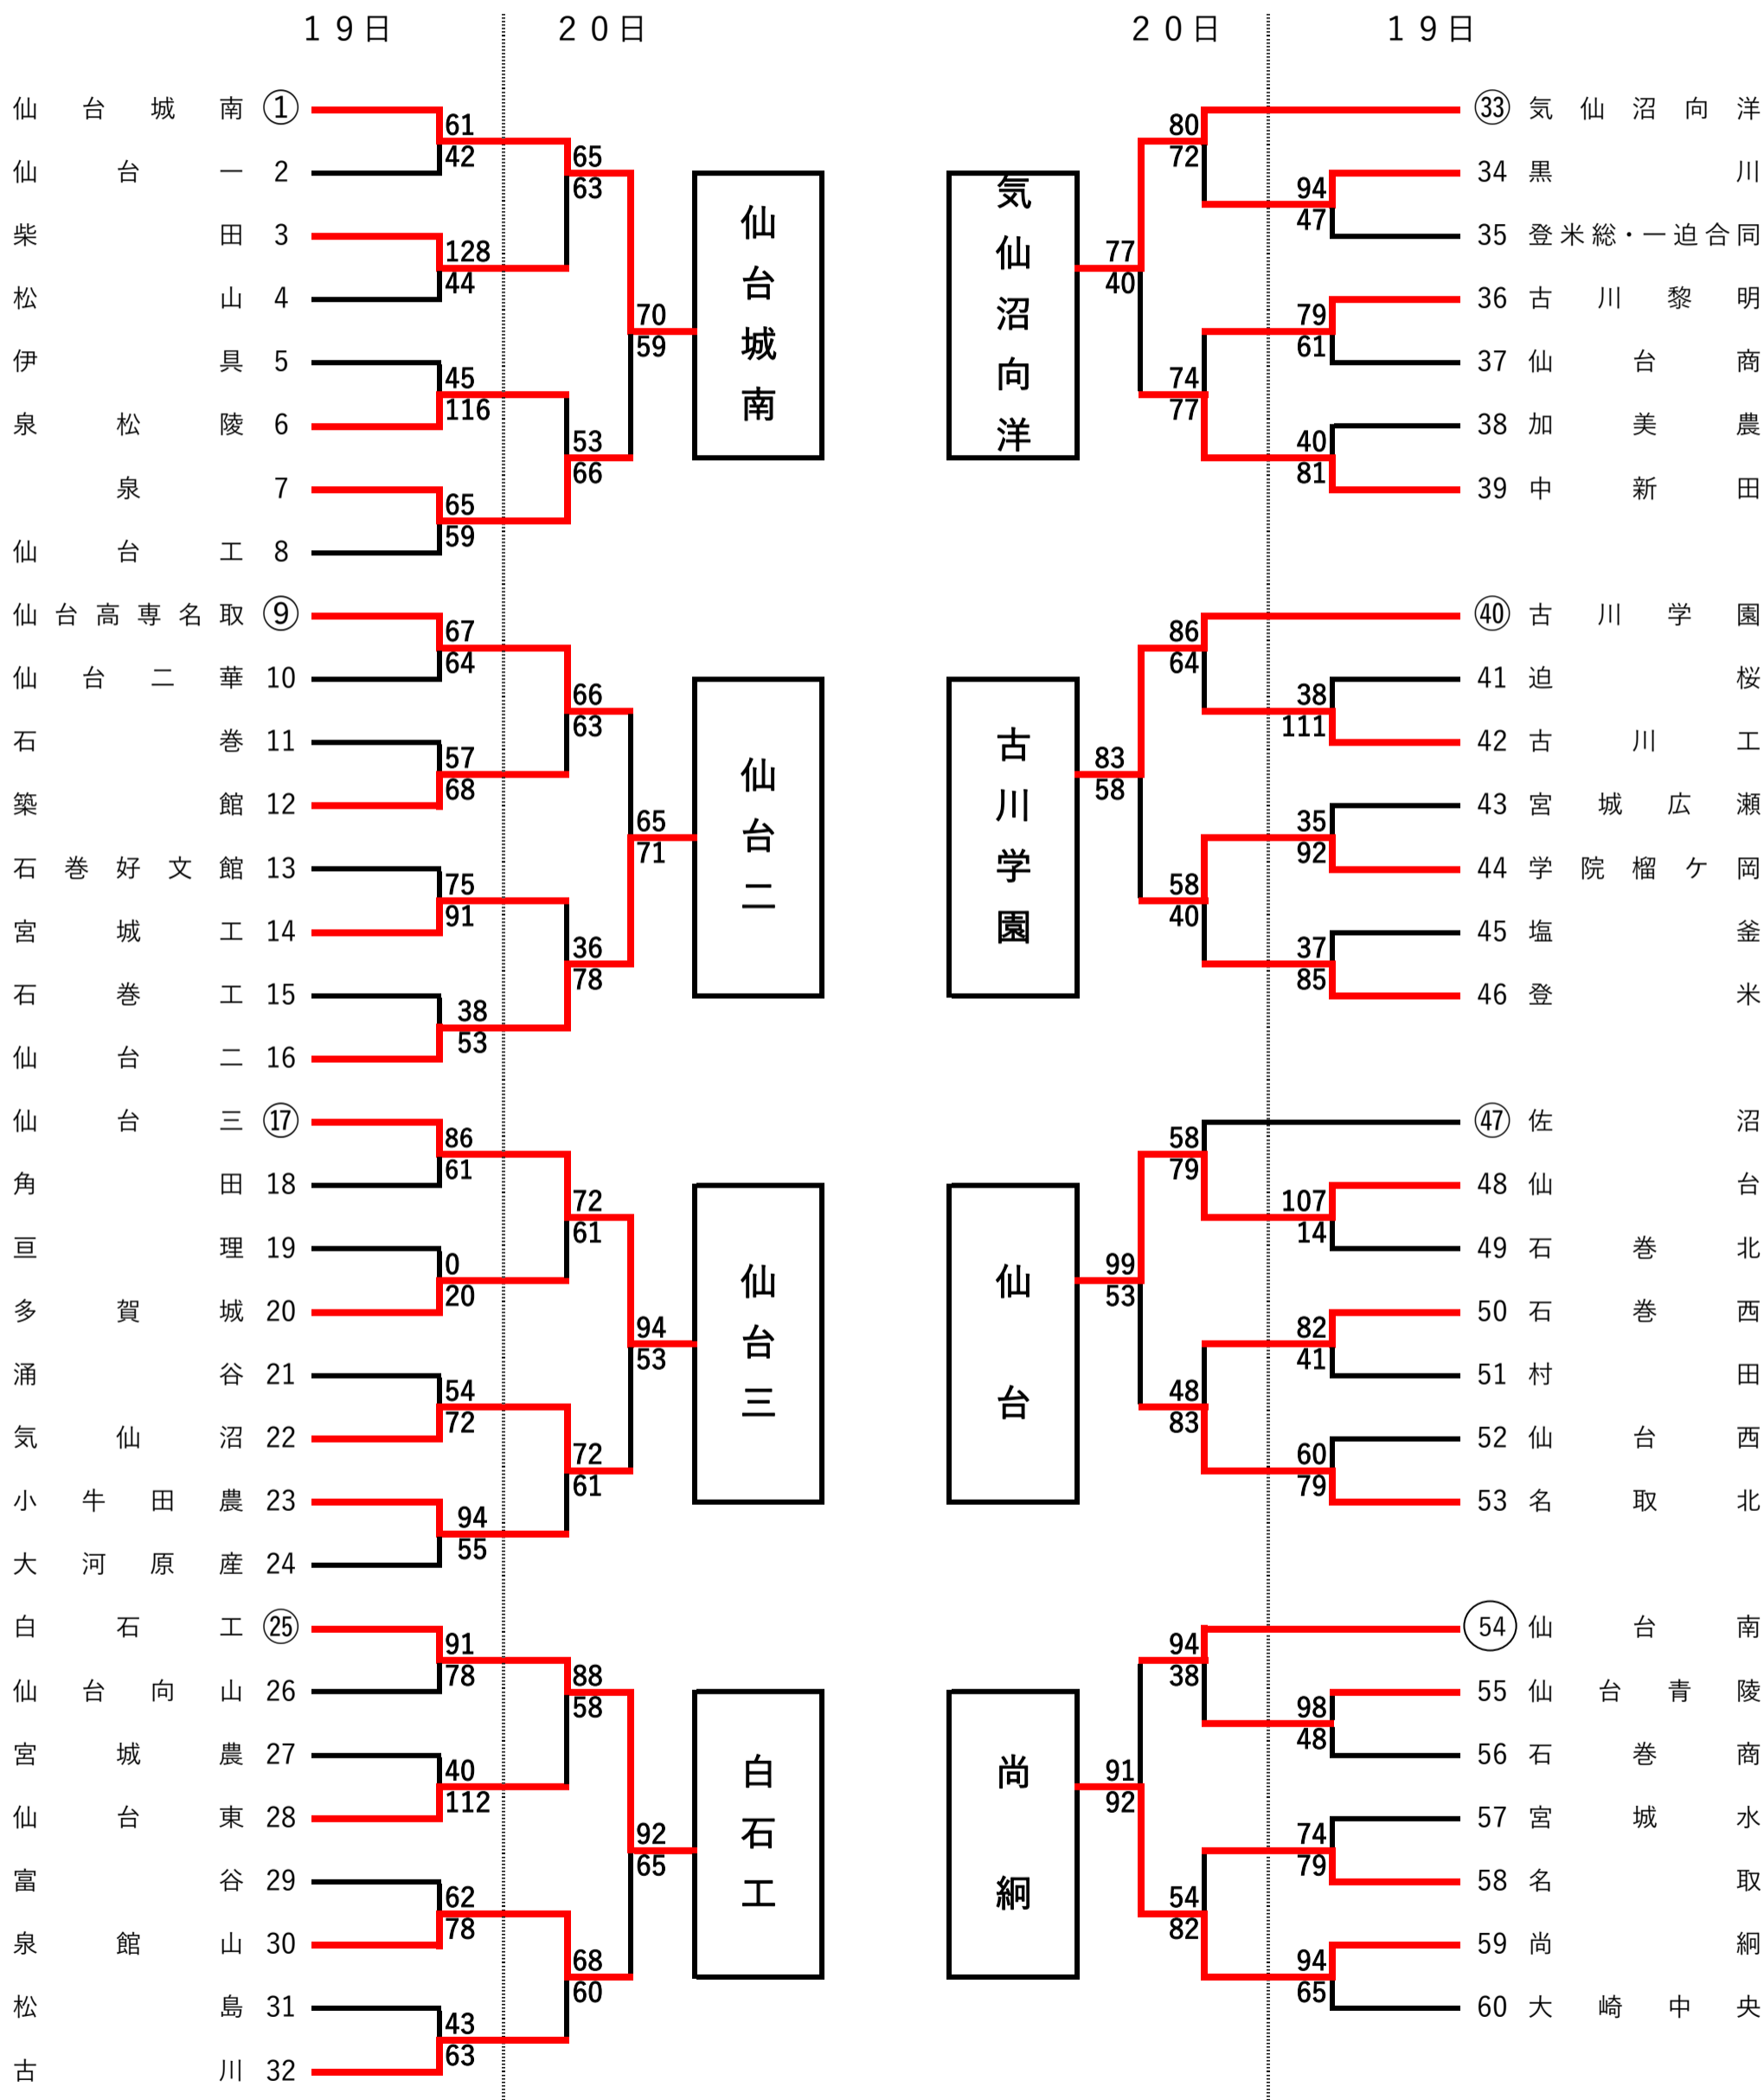 19日 20日 20日 19日
仙台城南 ①
仙台一 2
柴田 3
松山 4
伊具 5
泉松陵 6
泉 7
仙台工 8
61
42
128
44
45
116
65
59
65
63
53
66
70
59
仙台城南
仙台高専名取 ⑨
仙台二華 10
石巻 11
築館 12
石巻好文館 13
宮城工 14
石巻工 15
仙台二 16
67
64
57
68
75
91
38
53
66
63
36
78
65
71
仙台二
仙台三 ⑰
角田 18
亘理 19
多賀城 20
涌谷 21
気仙沼 22
小牛田農 23
大河原産 24
86
61
0
20
54
72
94
55
72
61
72
61
94
53
仙台三
白石工 ㉕
仙台向山 26
宮城農 27
仙台東 28
富谷 29
泉館山 30
松島 31
古川 32
91
78
40
112
62
78
43
63
88
58
68
60
92
65
白石工
㉝ 気仙沼向洋
34 黒川
35 登米総・一迫合同
36 古川黎明
37 仙台商
38 加美農
39 中新田
94
47
79
61
40
81
80
72
74
77
77
40
気仙沼向洋
㊵ 古川学園
41 迫桜
42 古川工
43 宮城広瀬
44 学院榴ケ岡
45 塩釜
46 登米
38
111
35
92
37
85
86
64
58
40
83
58
古川学園
㊼ 佐沼
48 仙台
49 石巻北
50 石巻西
51 村田
52 仙台西
53 名取北
107
14
82
41
60
79
58
79
48
83
99
53
仙台
54 仙台南
55 仙台青陵
56 石巻商
57 宮城水
58 名取
59 尚絅
60 大崎中央
98
48
74
79
94
65
94
38
54
82
91
92
尚絅